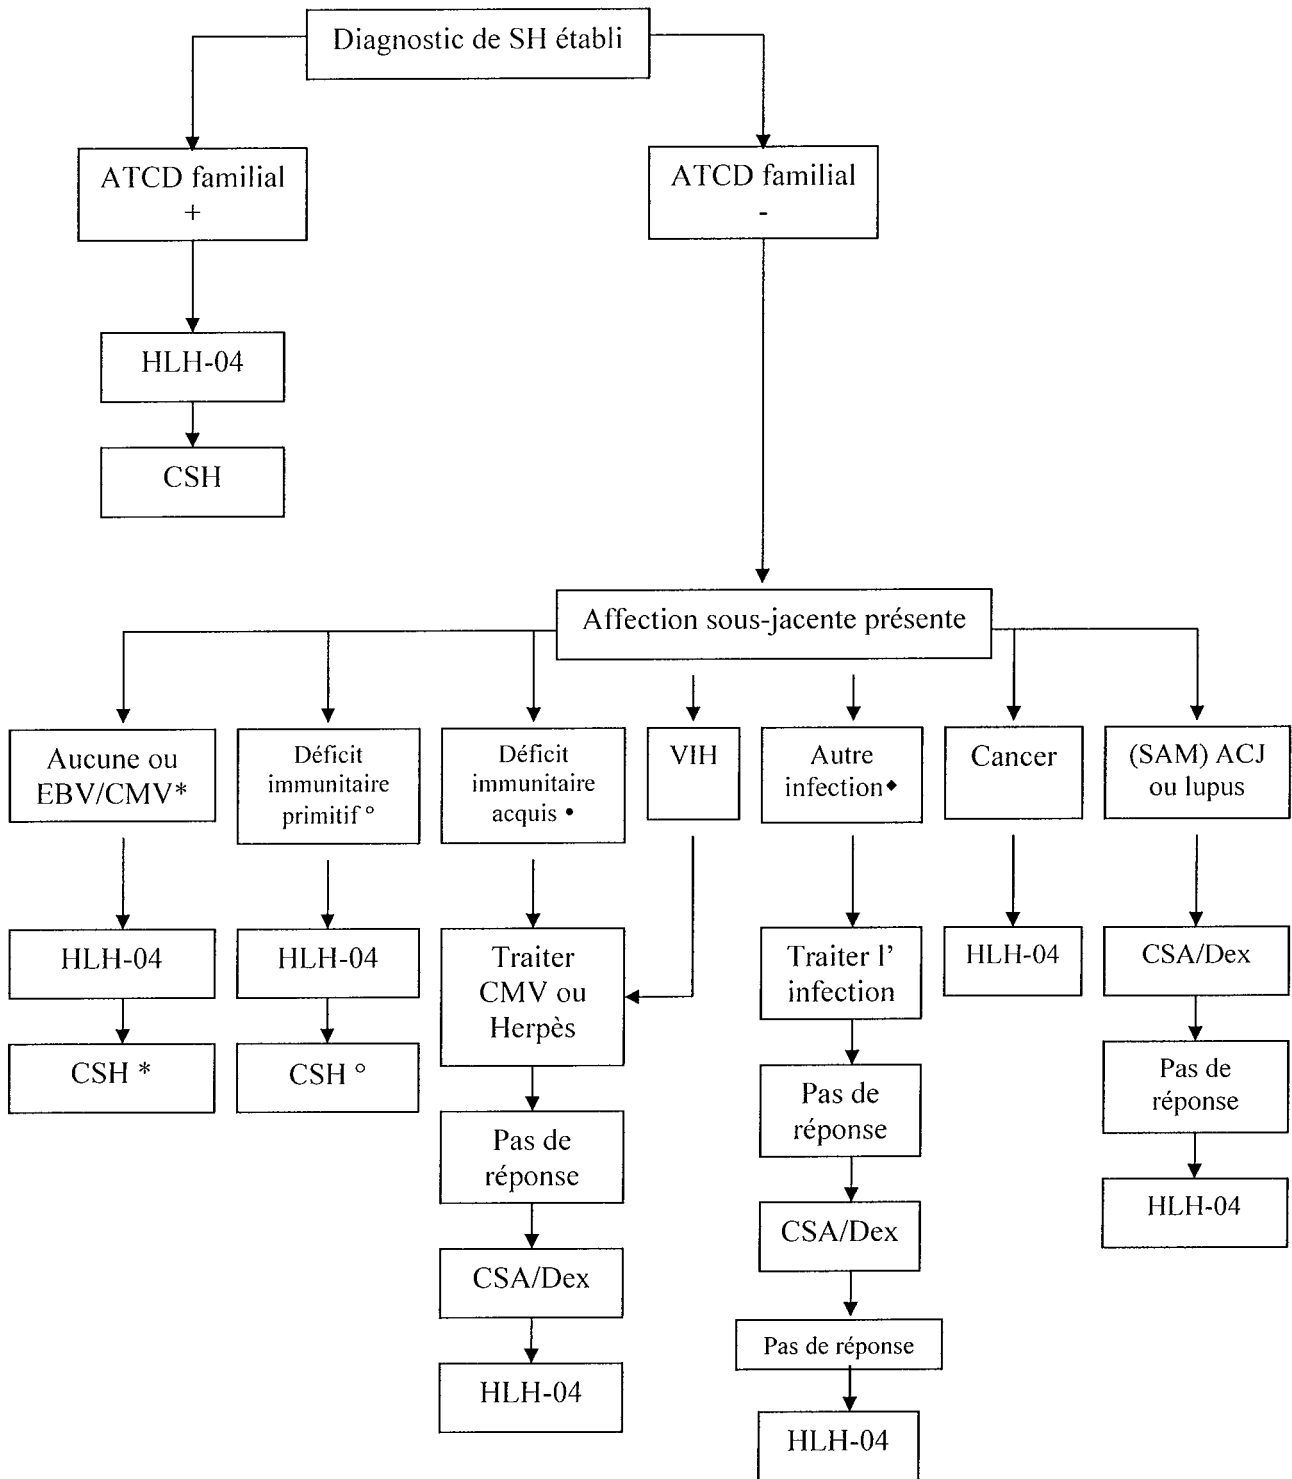 Diagnostic de SH établi
ATCD familial
+
ATCD familial
-
HLH-04
CSH
Affection sous-jacente présente
Aucune ou
EBV/CMV*
Déficit
immunitaire
primitif °
Déficit
immunitaire
acquis •
VIH
Autre
infection◆
Cancer
(SAM) ACJ
ou lupus
HLH-04
HLH-04
Traiter
CMV ou
Herpès
Traiter l'
infection
HLH-04
CSA/Dex
CSH *
CSH °
Pas de
réponse
Pas de
réponse
Pas de
réponse
CSA/Dex
CSA/Dex
HLH-04
HLH-04
Pas de réponse
HLH-04